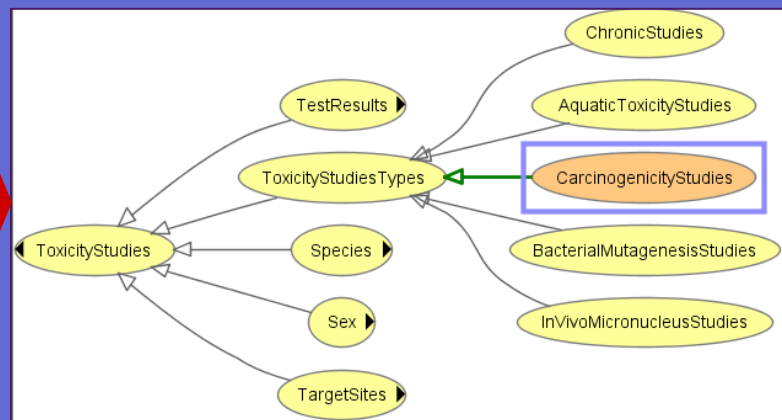 ChronicStudies
TestResults
AquaticToxicityStudies
ToxicityStudiesTypes
CarcinogenicityStudies
ToxicityStudies
Species
BacterialMutagenesisStudies
Sex
InVivoMicronucleusStudies
TargetSites